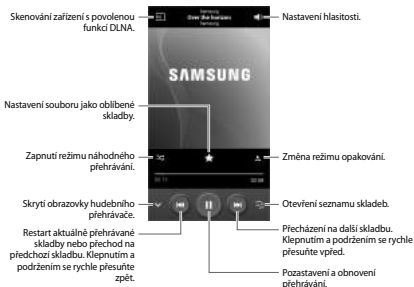 Skenování zařízení s povolenou
funkcí DLNA.
Samsung
Over the horizon
Samsung
Nastavení hlasitosti.
SAMSUNG
Nastavení souboru jako oblíbené
skladby.
Zapnutí režimu náhodného
přehrávání.
Změna režimu opakování.
Skrytí obrazovky hudebního
přehrávače.
Otevření seznamu skladeb.
Restart aktuálně přehrávané
skladby nebo přechod na
předchozí skladbu. Klepnutím a
podržením se rychle přesuňte
zpět.
Přecházení na další skladbu.
Klepnutím a podržením se rychle
přesuňte vpřed.
Pozastavení a obnovení
přehrávání.